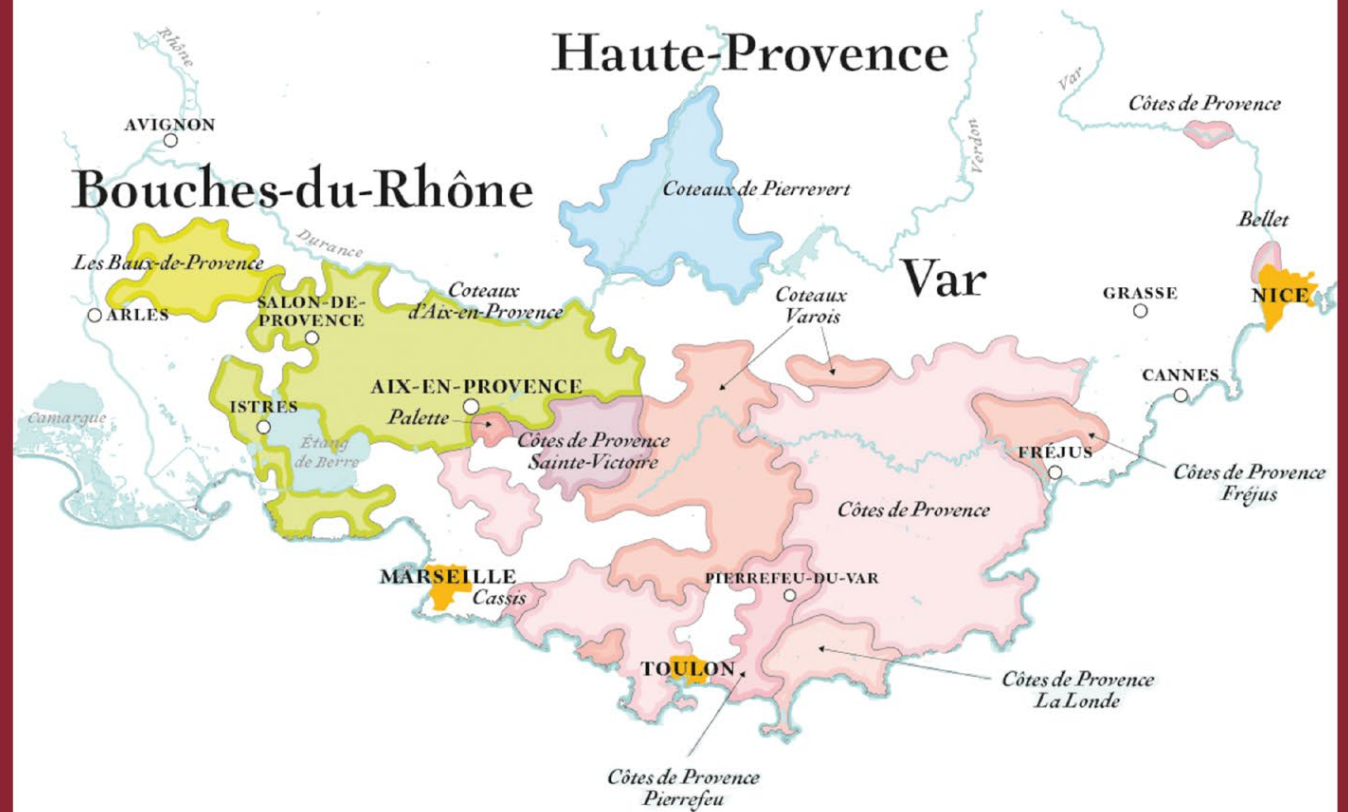 Haute-Provence
Rhône
Var
Côtes de Provence
AVIGNON
Verdon
Bouches-du-Rhône
Coteaux de Pierrevert
Bellet
Durance
Les Baux-de-Provence
Var
NICE
GRASSE
Coteaux
d'Aix-en-Provence
Coteaux
Varois
SALON-DE-
PROVENCE
ARLES
CANNES
AIX-EN-PROVENCE
ISTRES
Palette
Camargue
Étang
de Berre
Côtes de Provence
Sainte-Victoire
FRÉJUS
Côtes de Provence
Fréjus
Côtes de Provence
MARSEILLE
Cassis
PIERREFEU-DU-VAR
TOULON
Côtes de Provence
La Londe
Côtes de Provence
Pierrefeu